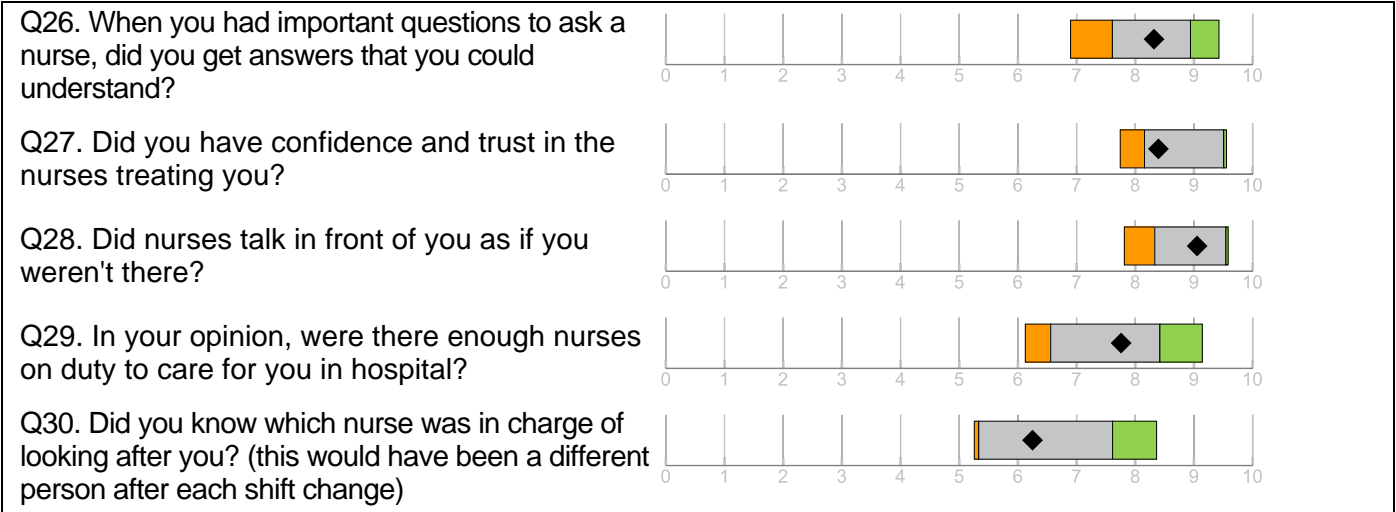 Q26. When you had important questions to ask a
nurse, did you get answers that you could
understand?
0 1 2 3 4 5 6 7 8 9 10
Q27. Did you have confidence and trust in the
nurses treating you?
0 1 2 3 4 5 6 7 8 9 10
Q28. Did nurses talk in front of you as if you
weren't there?
0 1 2 3 4 5 6 7 8 9 10
Q29. In your opinion, were there enough nurses
on duty to care for you in hospital?
0 1 2 3 4 5 6 7 8 9 10
Q30. Did you know which nurse was in charge of
looking after you? (this would have been a different
person after each shift change)
0 1 2 3 4 5 6 7 8 9 10